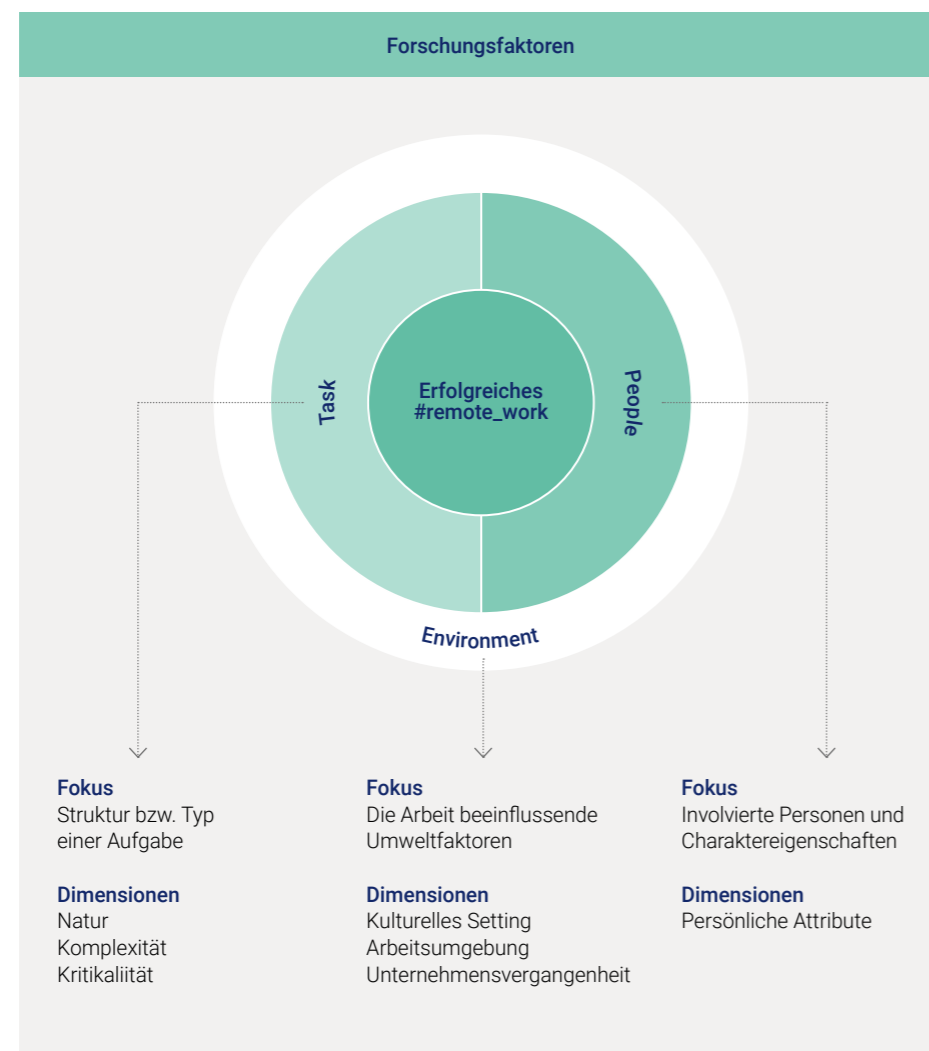 Forschungsfaktoren
Task
Erfolgreiches
#remote_work
People
Environment
Fokus
Struktur bzw. Typ
einer Aufgabe
Dimensionen
Natur
Komplexität
Kritikaliität
Fokus
Die Arbeit beeinflussende
Umweltfaktoren
Dimensionen
Kulturelles Setting
Arbeitsumgebung
Unternehmensvergangenheit
Fokus
Involvierte Personen und
Charaktereigenschaften
Dimensionen
Persönliche Attribute